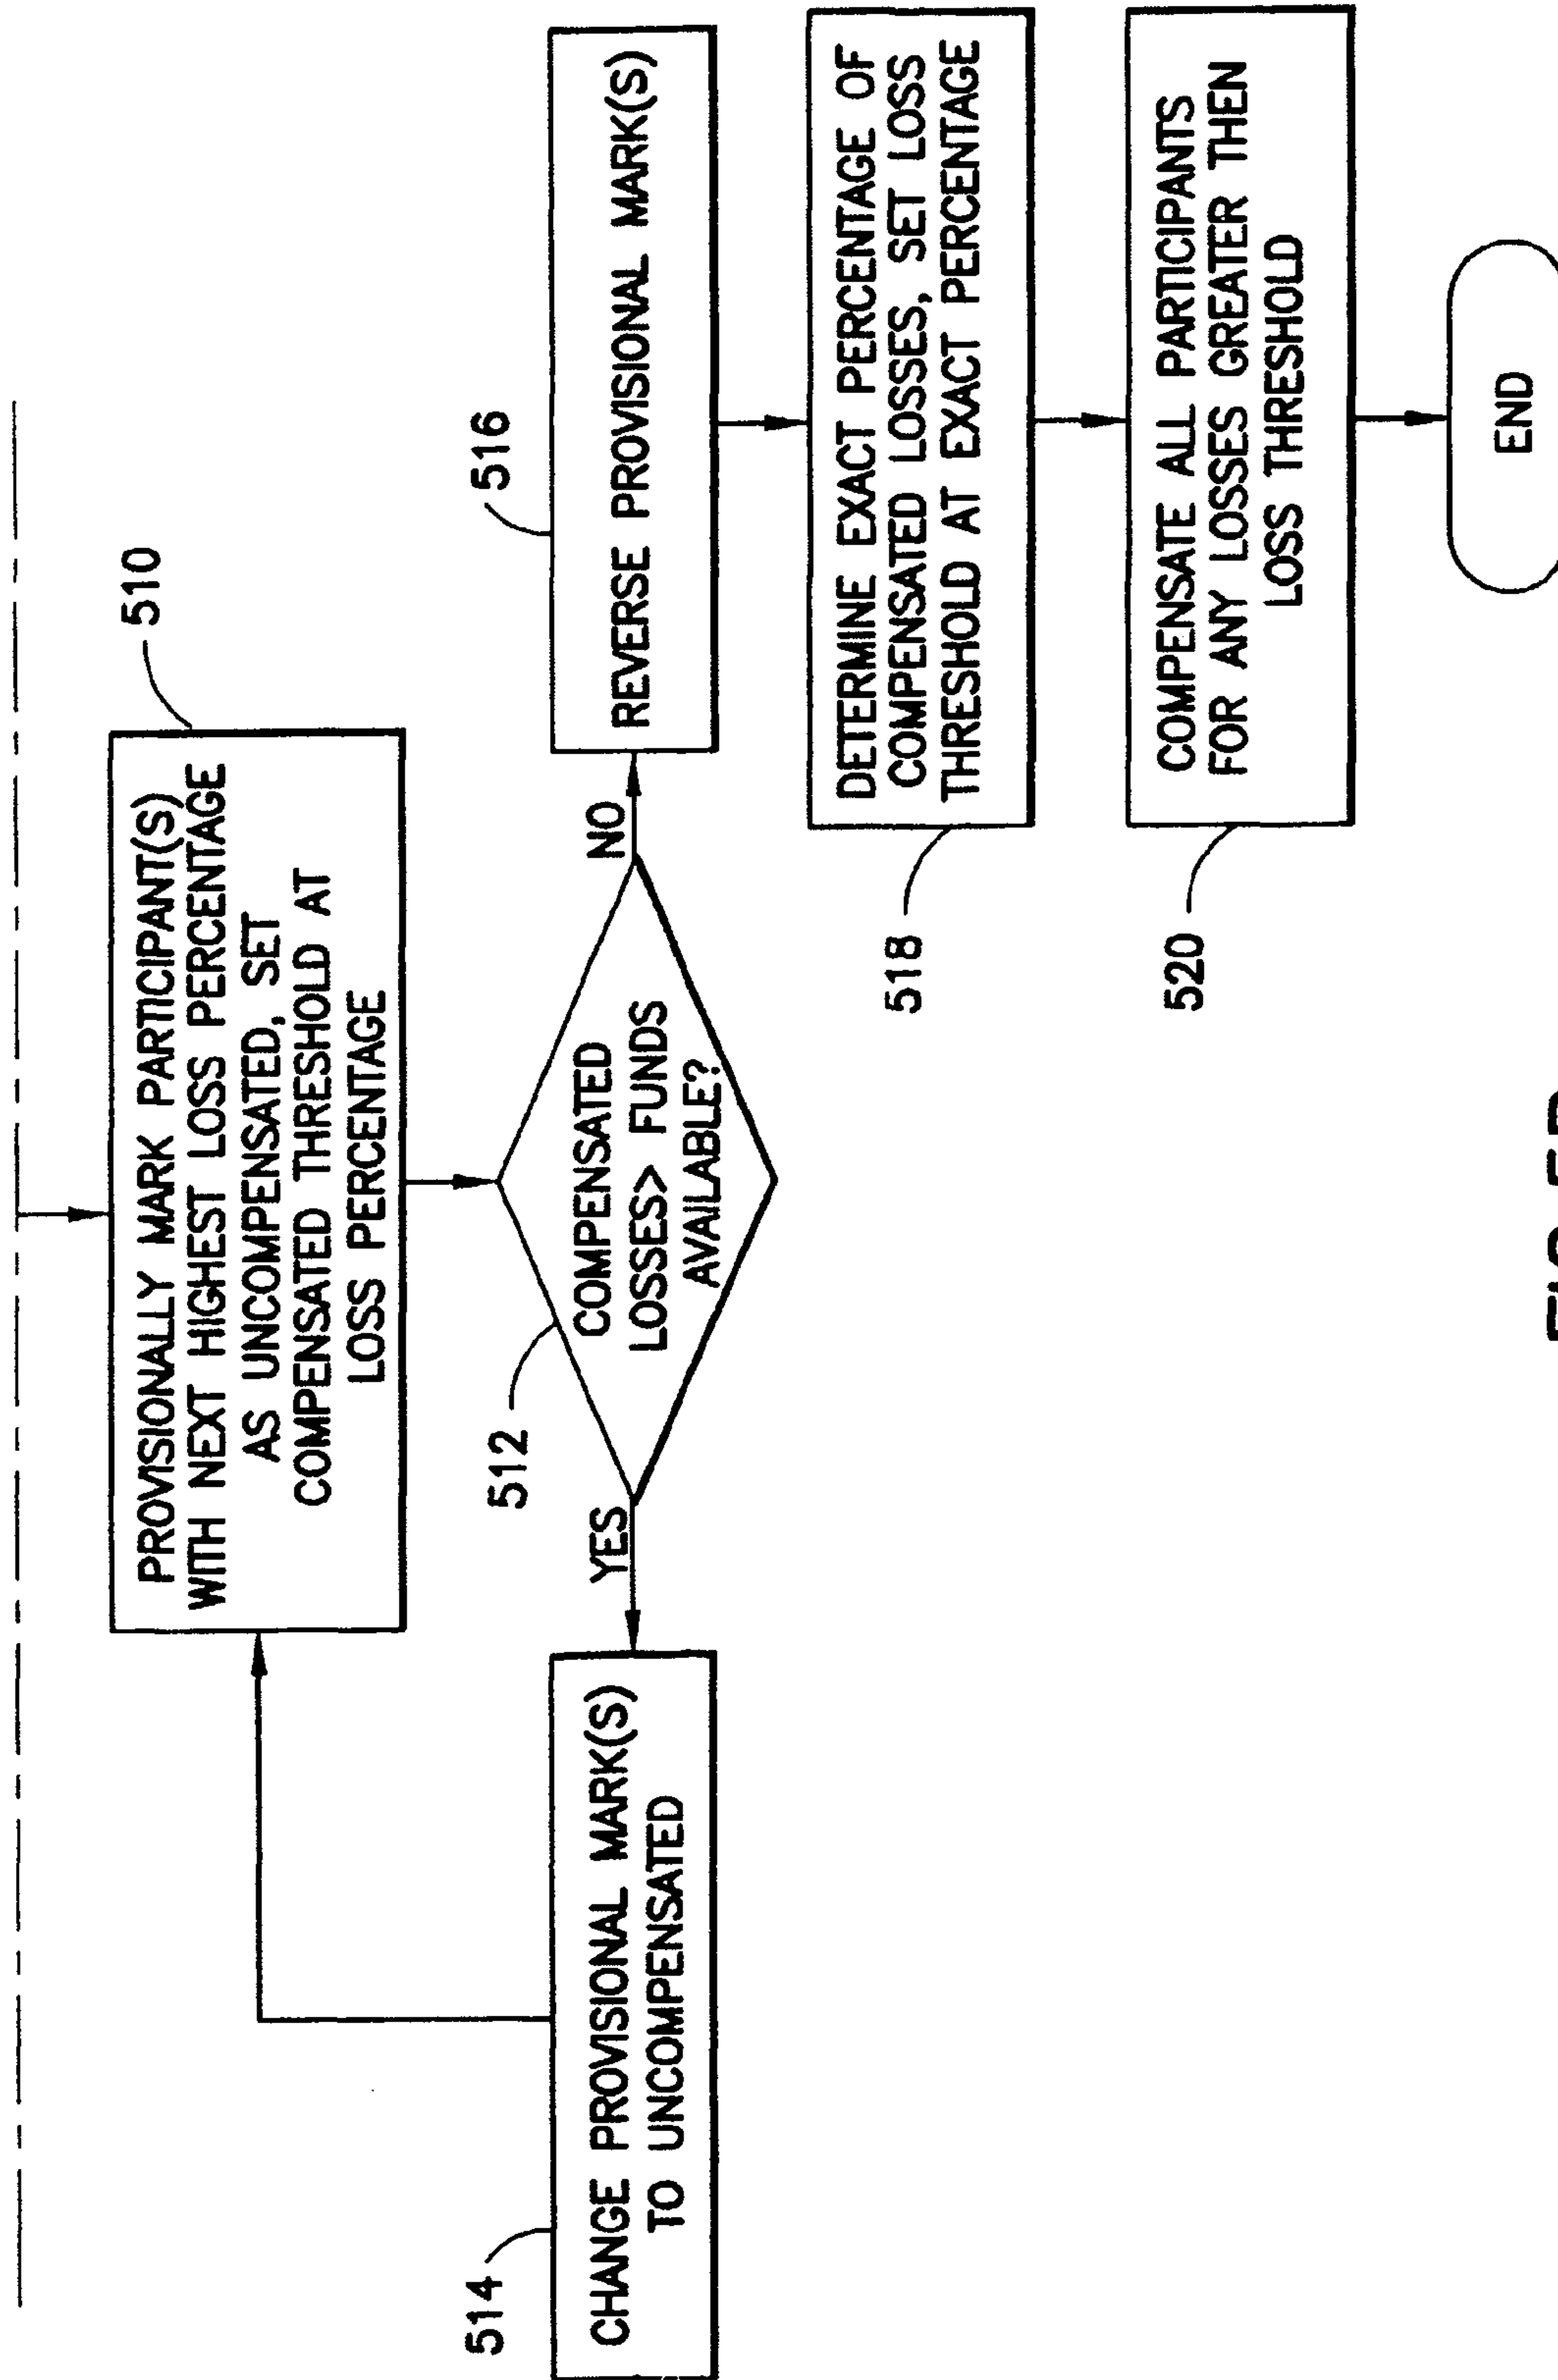 510
PROVISIONALLY MARK PARTICIPANT(S)
WITH NEXT HIGHEST LOSS PERCENTAGE
AS UNCOMPENSATED, SET
COMPENSATED THRESHOLD AT
LOSS PERCENTAGE
512
COMPENSATED
LOSSES> FUNDS
AVAILABLE?
YES
NO
514
CHANGE PROVISIONAL MARK(S)
TO UNCOMPENSATED
516
REVERSE PROVISIONAL MARK(S)
518
DETERMINE EXACT PERCENTAGE OF
COMPENSATED LOSSES, SET LOSS
THRESHOLD AT EXACT PERCENTAGE
520
COMPENSATE ALL PARTICIPANTS
FOR ANY LOSSES GREATER THEN
LOSS THRESHOLD
END